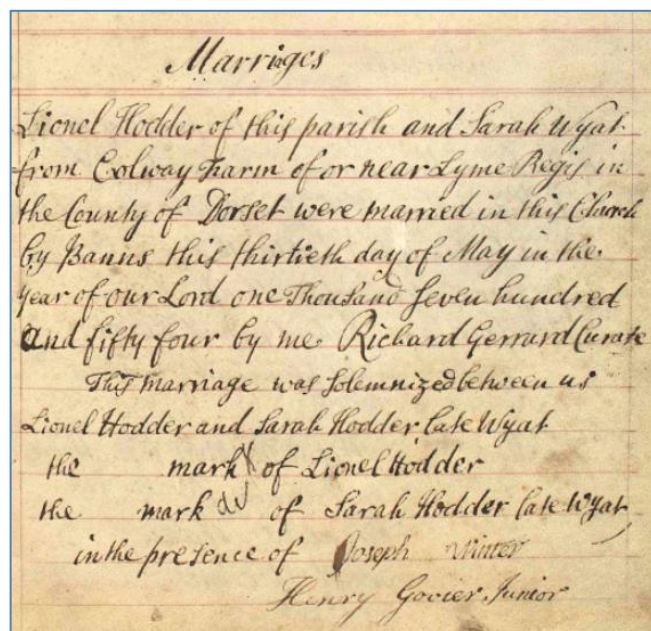 Marriges
Lionel Hodder of this parish and Sarah Wyat
from Colway Farm of or near Lyme Regis in
the County of Dorset were married in this Church
by Banns this thirtieth day of May in the
year of our Lord one Thousand seven hundred
and fifty four by me Richard Gerrard Curate
This marriage was solemnized between us
Lionel Hodder and Sarah Hodder late Wyat
the mark X of Lionel Hodder
the mark of Sarah Hodder late Wyat
in the presence of Joseph Winter
Henry Govier Junior